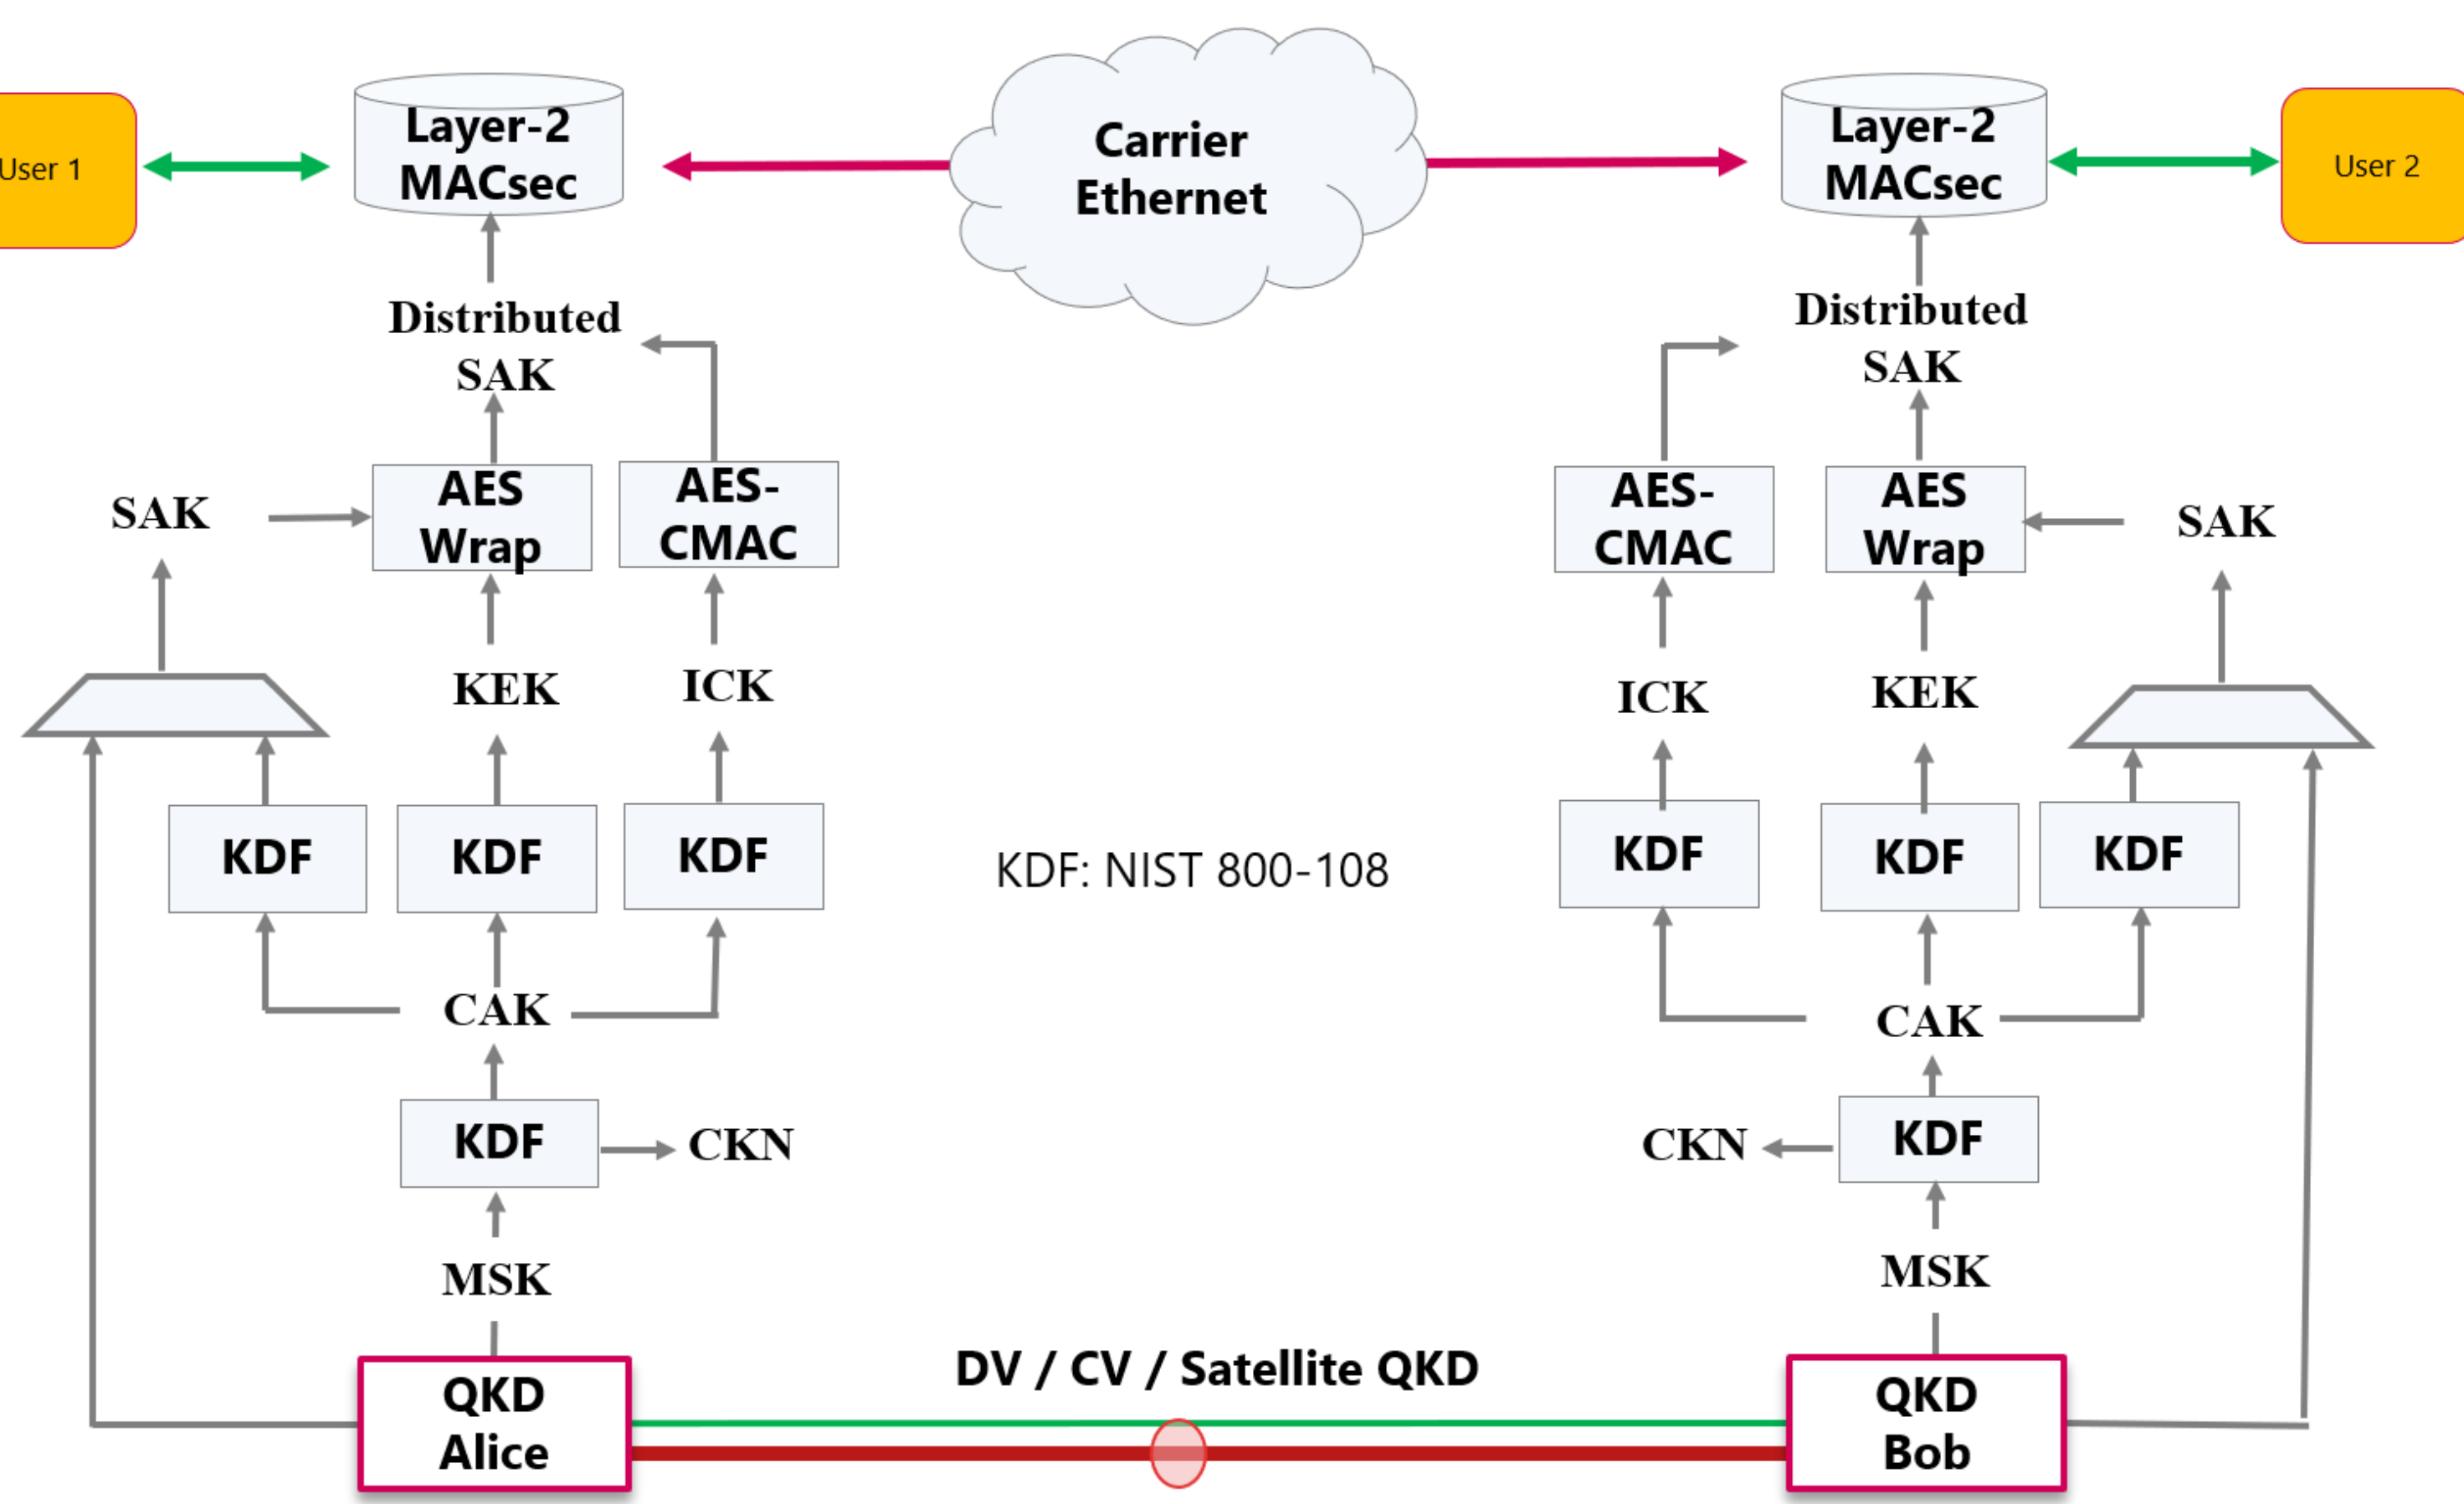 User 1
Layer-2
MACsec
Carrier
Ethernet
Layer-2
MACsec
User 2
Distributed
SAK
Distributed
SAK
SAK
AES
Wrap
AES-
CMAC
AES-
CMAC
AES
Wrap
SAK
KEK
ICK
ICK
KEK
KDF
KDF
KDF
KDF: NIST 800-108
KDF
KDF
KDF
CAK
CAK
KDF
CKN
CKN
KDF
MSK
MSK
QKD
Alice
DV / CV / Satellite QKD
QKD
Bob